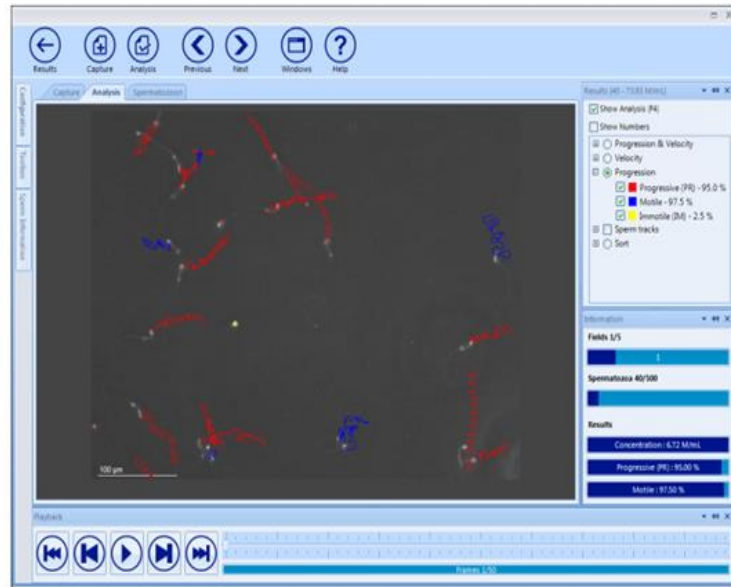 Results
Capture
Analysis
Previous
Next
Windows
Help
Configuration
Toolbox
Sperm Information
Capture
Analysis
Spermatozoon
100 µm
Show Analysis (F4)
Show Numbers
Progression & Velocity
Velocity
Progression
Progressive (PR) - 95.0 %
Motile - 97.5 %
Immotile (IM) - 2.5 %
Sperm tracks
Sort
Information
Fields 1/5
1
Spermatozoa 40/500
Results
Concentration : 6.72 M/mL
Progressive (PR) : 95.00 %
Motile : 97.50 %
Playback
Frames 1/50